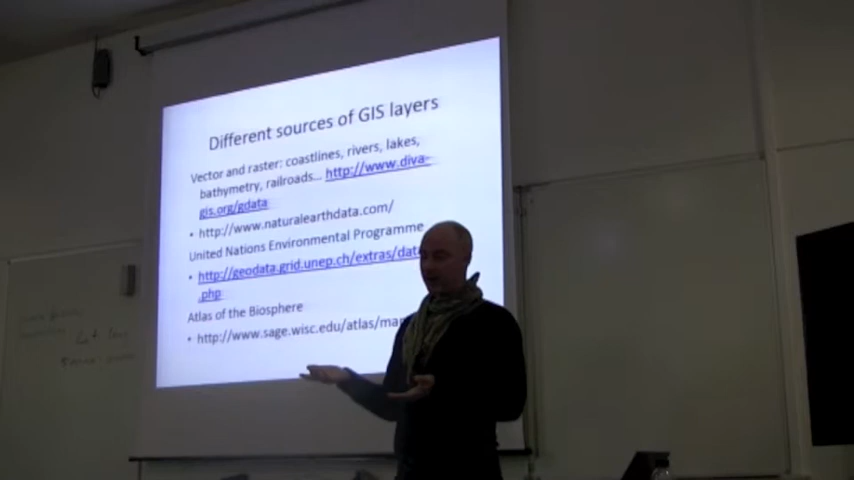 Different sources of GIS layers
Vector and raster: coastlines, rivers, lakes,
bathymetry, railroads... http://www.diva-
gis.org/gdata
• http://www.naturalearthdata.com/
United Nations Environmental Programme
• http://geodata.grid.unep.ch/extras/dat
.php
Atlas of the Biosphere
• http://www.sage.wisc.edu/atlas/ma